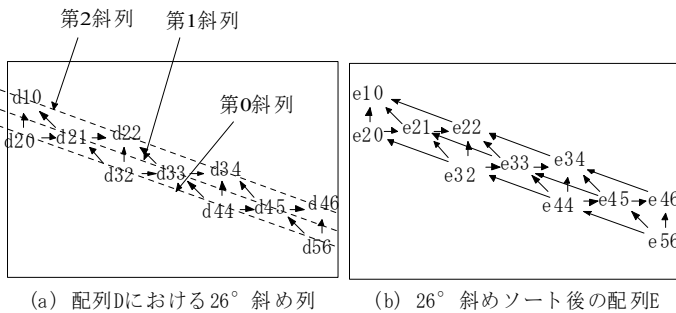 第2斜列
第1斜列
第0斜列
d10
d20 d21 d22
d32 d33 d34
d44 d45 d46
d56
(a) 配列Dにおける26°斜め列
e10
e20 e21 e22
e32 e33 e34
e44 e45 e46
e56
(b) 26°斜めソート後の配列E